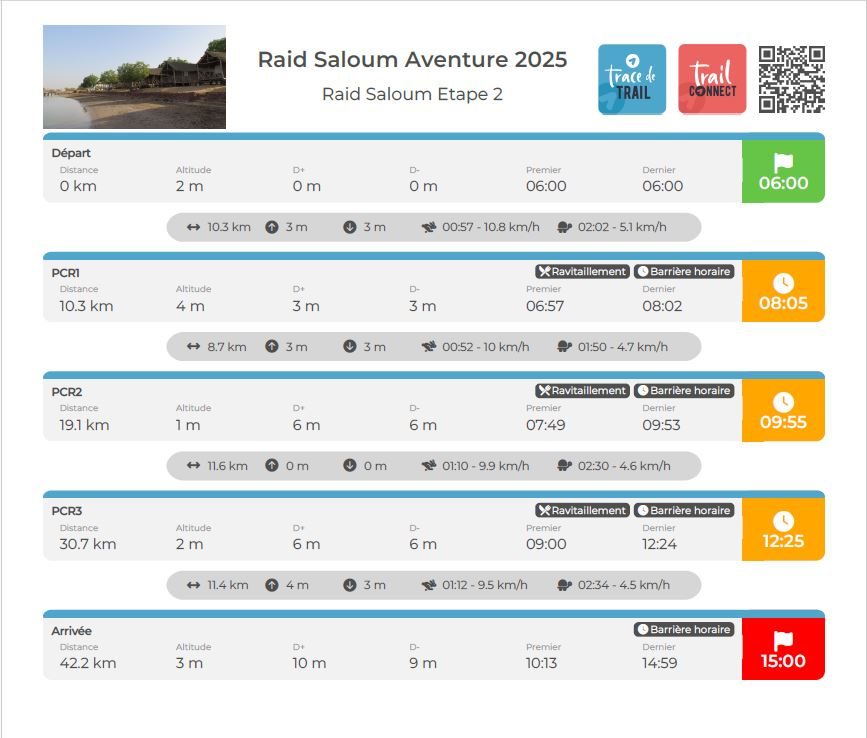 Raid Saloum Aventure 2025
Raid Saloum Etape 2
trace de
TRAIL
trail
CONNECT
Départ
Distance Altitude D+ D- Premier Dernier
0 km 2 m 0 m 0 m 06:00 06:00
06:00
10.3 km 3 m 3 m 00:57 - 10.8 km/h 02:02 - 5.1 km/h
PCR1 Ravitaillement Barrière horaire
Distance Altitude D+ D- Premier Dernier
10.3 km 4 m 3 m 3 m 06:57 08:02
08:05
8.7 km 3 m 3 m 00:52 - 10 km/h 01:50 - 4.7 km/h
PCR2 Ravitaillement Barrière horaire
Distance Altitude D+ D- Premier Dernier
19.1 km 1 m 6 m 6 m 07:49 09:53
09:55
11.6 km 0 m 0 m 01:10 - 9.9 km/h 02:30 - 4.6 km/h
PCR3 Ravitaillement Barrière horaire
Distance Altitude D+ D- Premier Dernier
30.7 km 2 m 6 m 6 m 09:00 12:24
12:25
11.4 km 4 m 3 m 01:12 - 9.5 km/h 02:34 - 4.5 km/h
Arrivée Barrière horaire
Distance Altitude D+ D- Premier Dernier
42.2 km 3 m 10 m 9 m 10:13 14:59
15:00